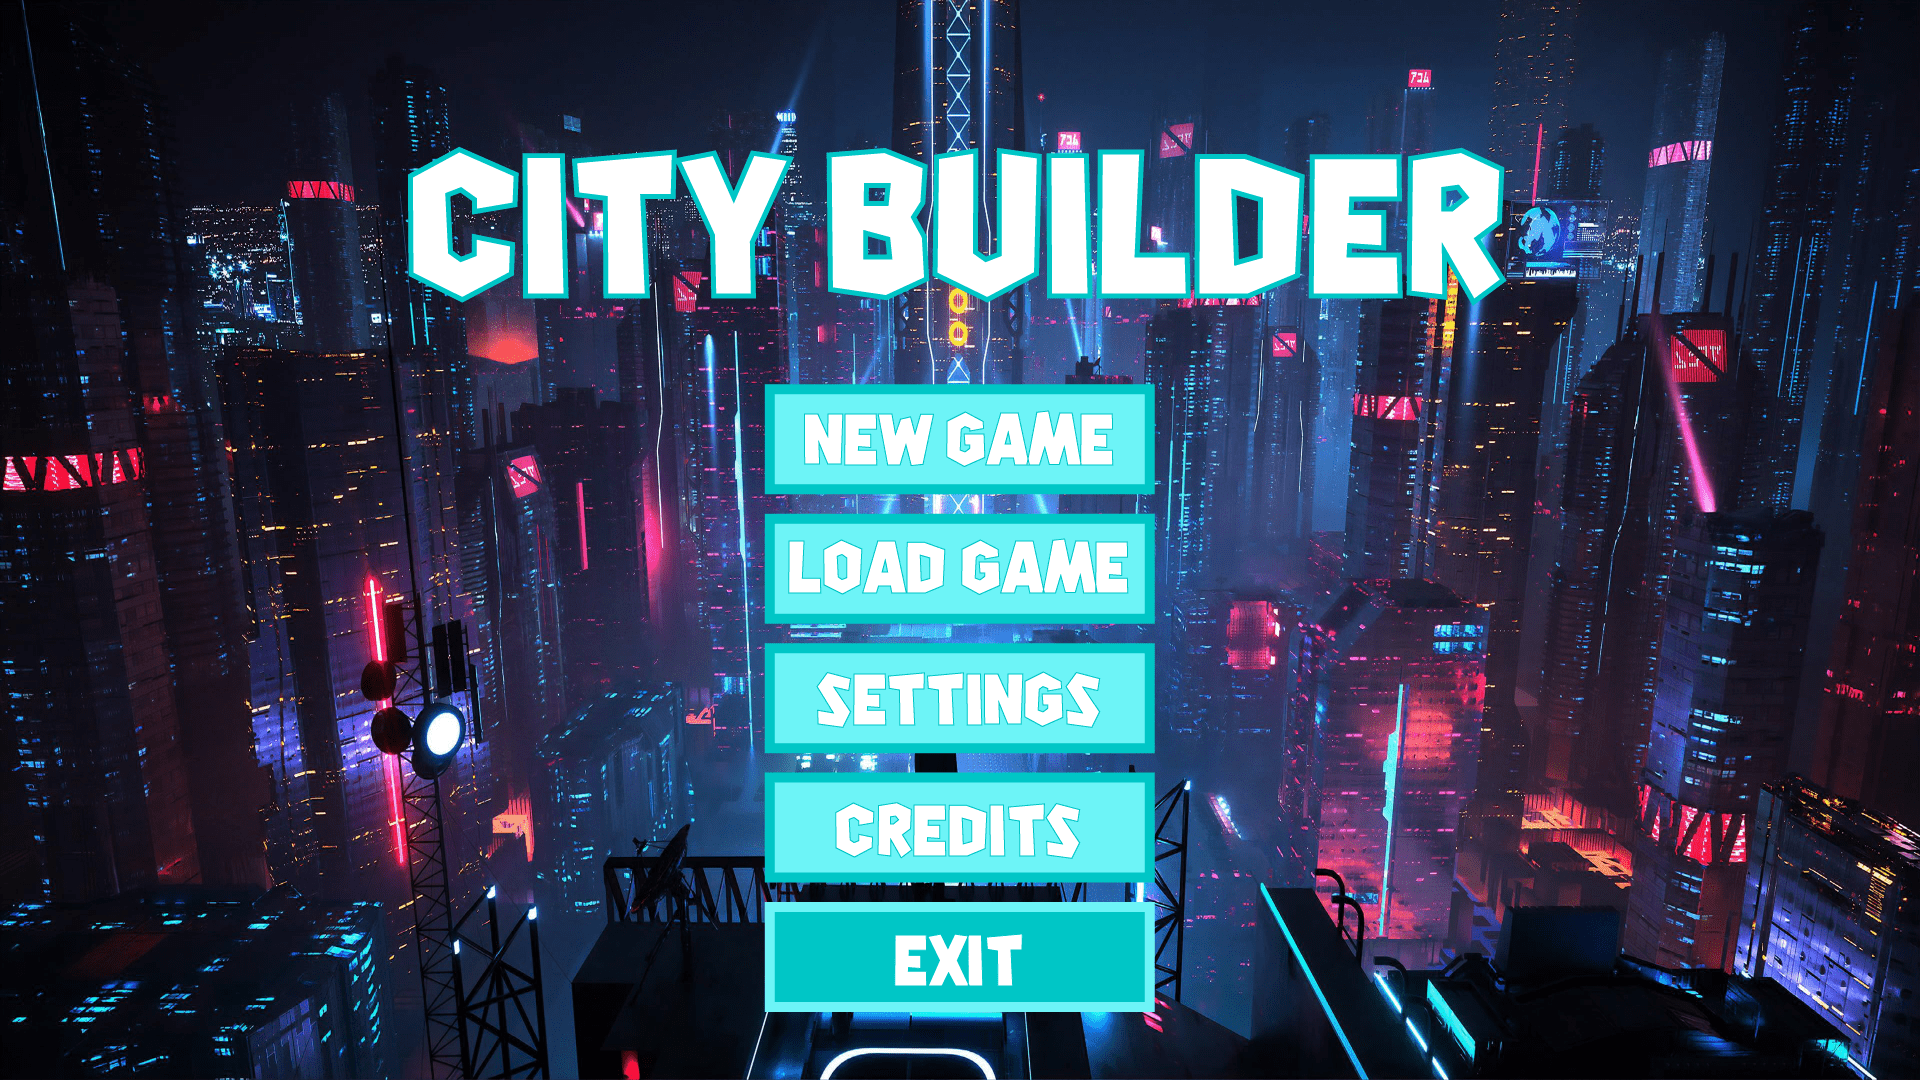 CITY BUILDER
NEW GAME
LOAD GAME
SETTINGS
CREDITS
EXIT